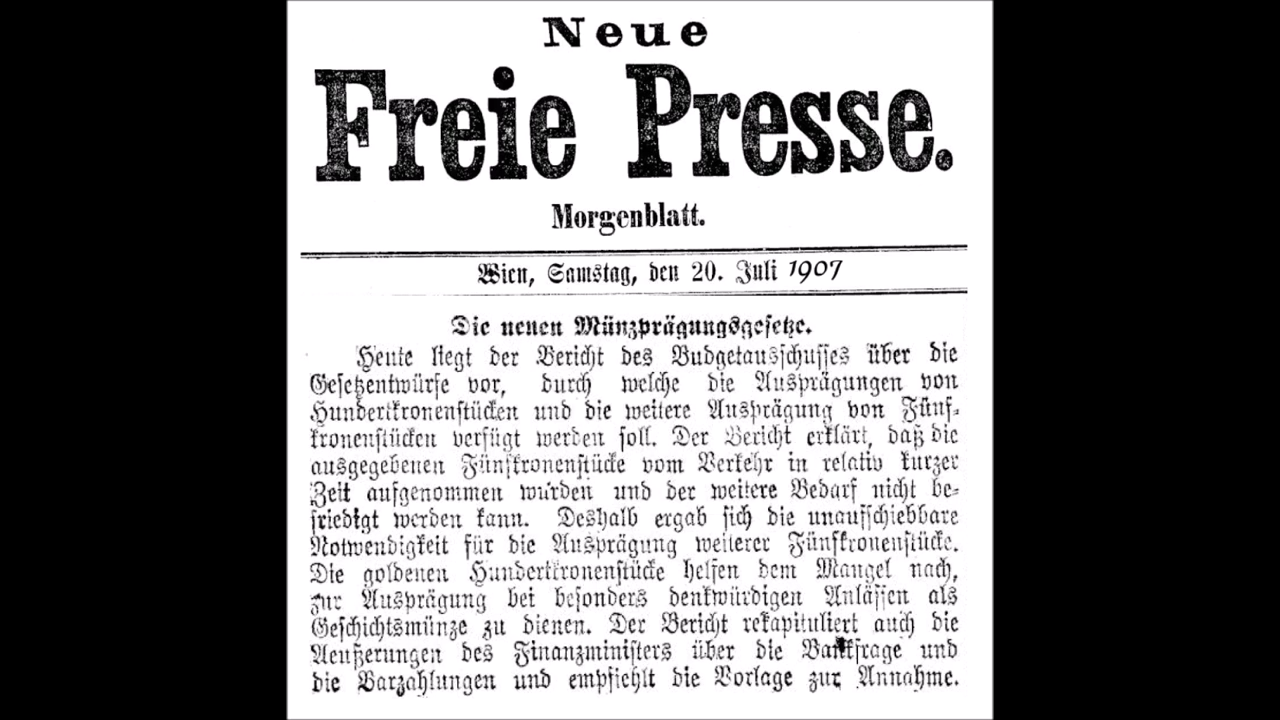 Neue
Freie Presse.
Morgenblatt.
Wien, Samstag, den 20. Juli 1907
Die neuen Münzprägungsgesetze.
Heute liegt der Bericht des Budgetausschusses über die
Gesetzentwürfe vor, durch welche die Ausprägungen von
Hundertkronenstücken und die weitere Ausprägung von Fünf-
kronenstücken verfügt werden soll. Der Bericht erklärt, daß die
ausgegebenen Fünfkronenstücke vom Verkehr in relativ kurzer
Zeit aufgenommen wurden und der weitere Bedarf nicht be-
friedigt werden kann. Deshalb ergab sich die unaufschiebbare
Notwendigkeit für die Ausprägung weiterer Fünfkronenstücke.
Die goldenen Hundertkronenstücke helfen dem Mangel nach,
zur Ausprägung bei besonders denkwürdigen Anlässen als
Geschichtsmünze zu dienen. Der Bericht rekapituliert auch die
Aeußerungen des Finanzministers über die Bankfrage und
die Barzahlungen und empfiehlt die Vorlage zur Annahme.